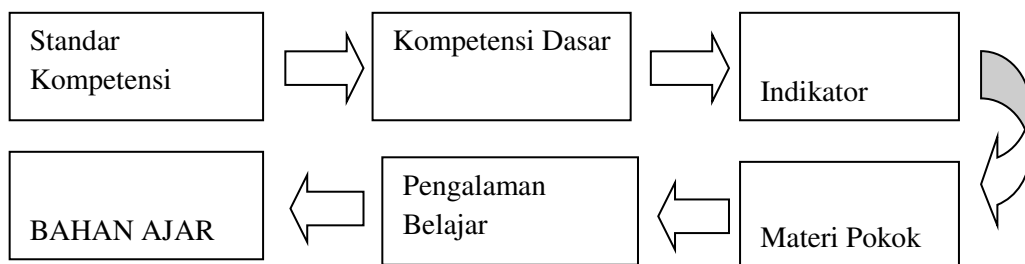 Standar
Kompetensi
Kompetensi Dasar
Indikator
Materi Pokok
Pengalaman
Belajar
BAHAN AJAR